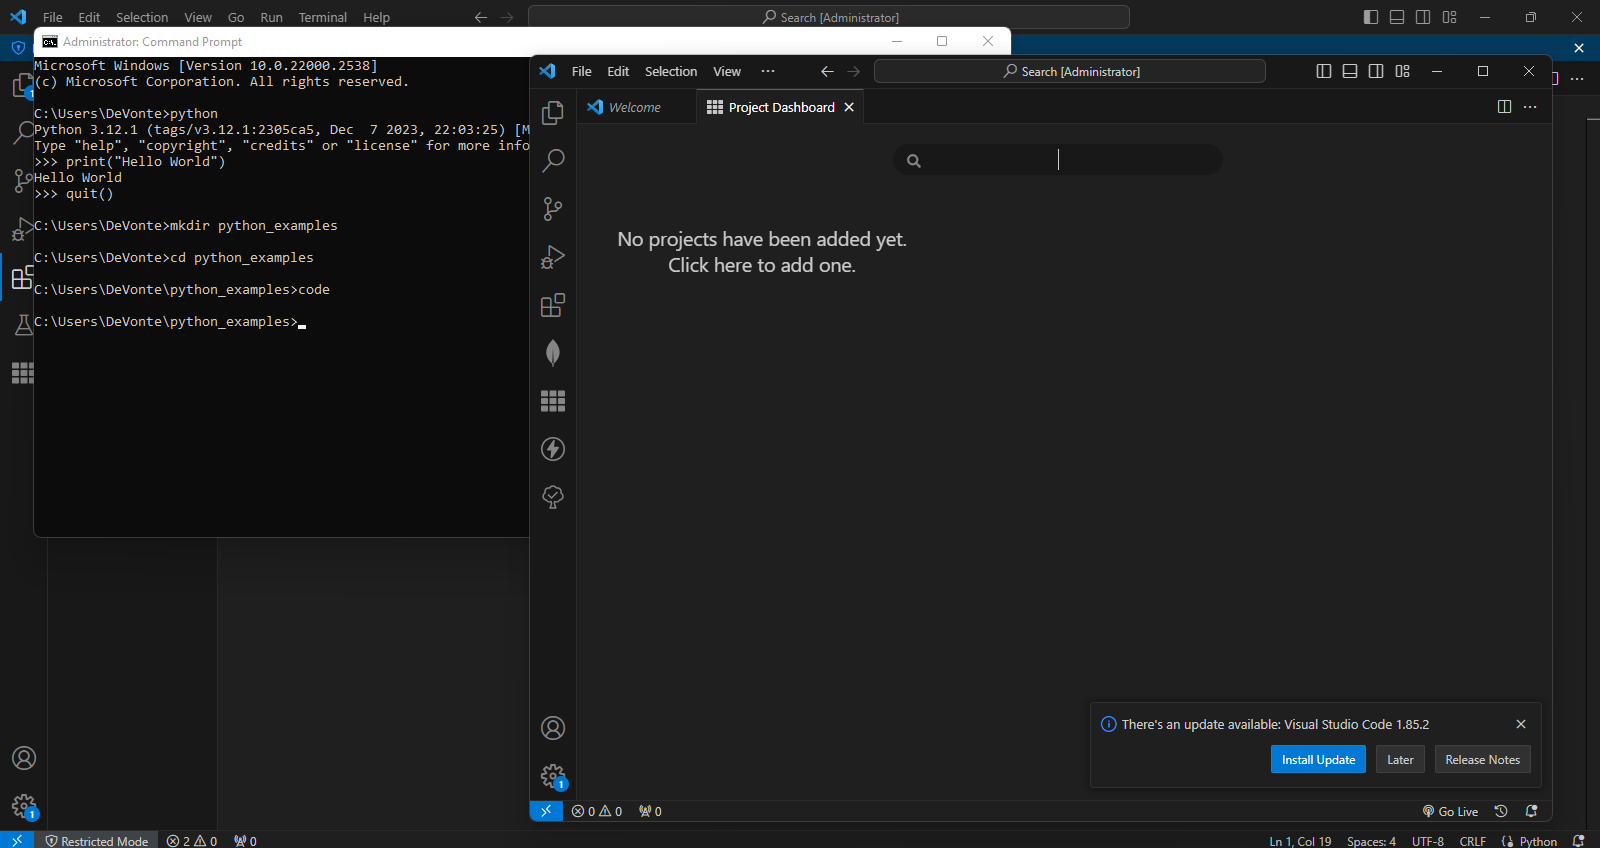 File Edit Selection View Go Run Terminal Help
Search [Administrator]
Administrator: Command Prompt
Microsoft Windows [Version 10.0.22000.2538]
(c) Microsoft Corporation. All rights reserved.
C:\Users\DeVonte>python
Python 3.12.1 (tags/v3.12.1:2305ca5, Dec  7 2023, 22:03:25) [M
Type "help", "copyright", "credits" or "license" for more info
>>> print("Hello World")
Hello World
>>> quit()
C:\Users\DeVonte>mkdir python_examples
C:\Users\DeVonte>cd python_examples
C:\Users\DeVonte\python_examples>code
C:\Users\DeVonte\python_examples>
File Edit Selection View ···
Search [Administrator]
Welcome
Project Dashboard
No projects have been added yet.
Click here to add one.
There's an update available: Visual Studio Code 1.85.2
Install Update
Later
Release Notes
1
0 0 0
Go Live
1
1
Restricted Mode
2 0 0
Ln 1, Col 19
Spaces: 4
UTF-8
CRLF
Python